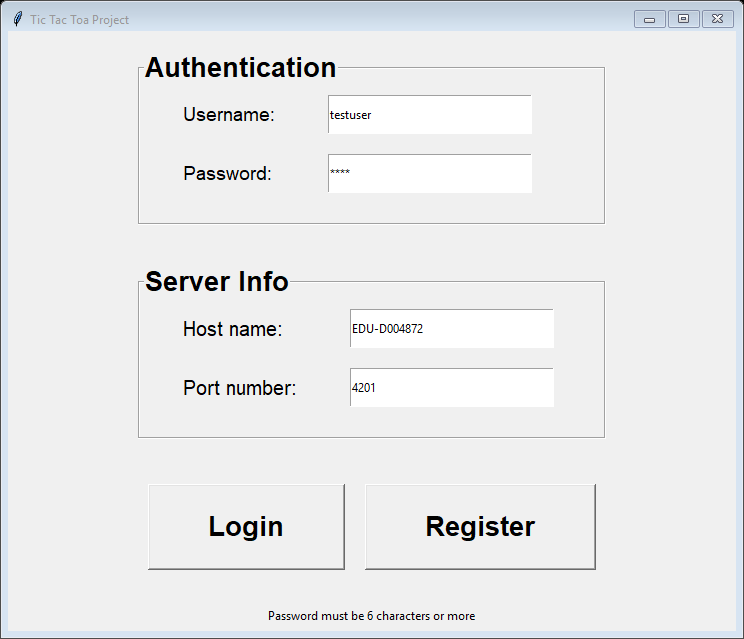 Tic Tac Toa Project
Authentication
Username: testuser
Password: ****
Server Info
Host name: EDU-D004872
Port number: 4201
Login Register
Password must be 6 characters or more